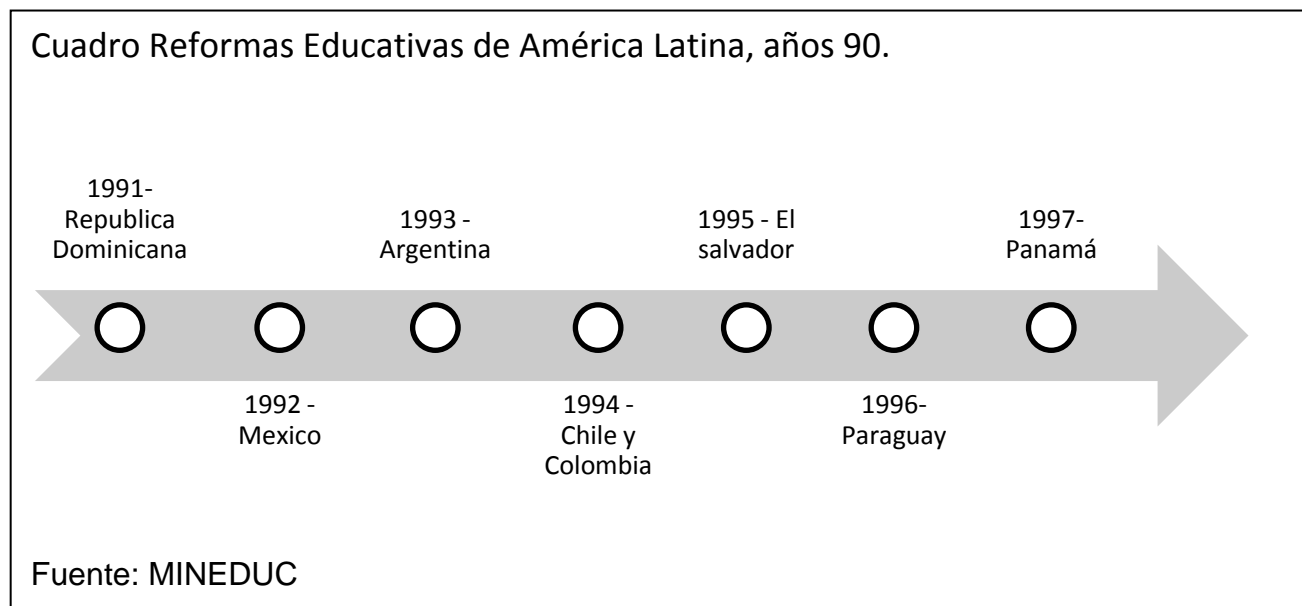 Cuadro Reformas Educativas de América Latina, años 90.
1991-
Republica
Dominicana
1992 -
Mexico
1993 -
Argentina
1994 -
Chile y
Colombia
1995 - El
salvador
1996-
Paraguay
1997-
Panamá
Fuente: MINEDUC